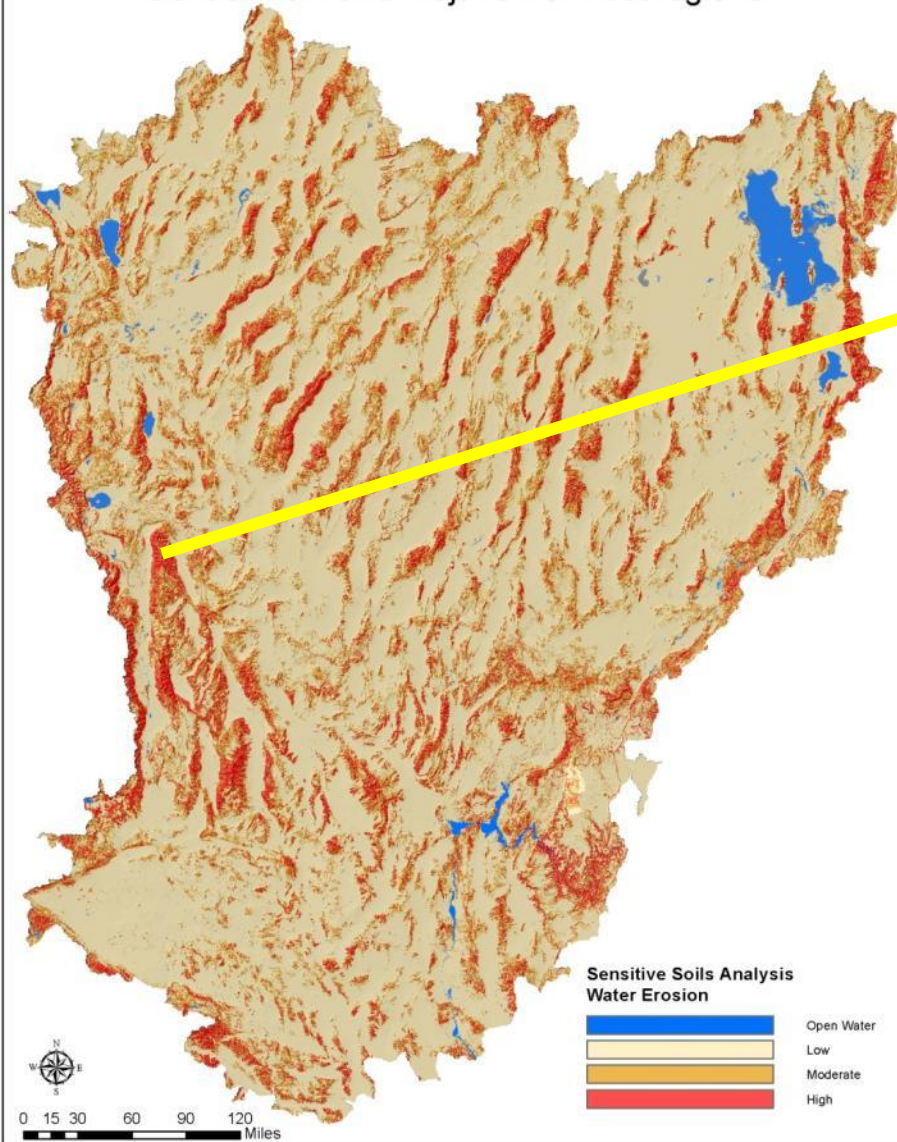 Sensitive Soils Analysis
Water Erosion
Open Water
Low
Moderate
High
N
W E
S
0 15 30 60 90 120
Miles